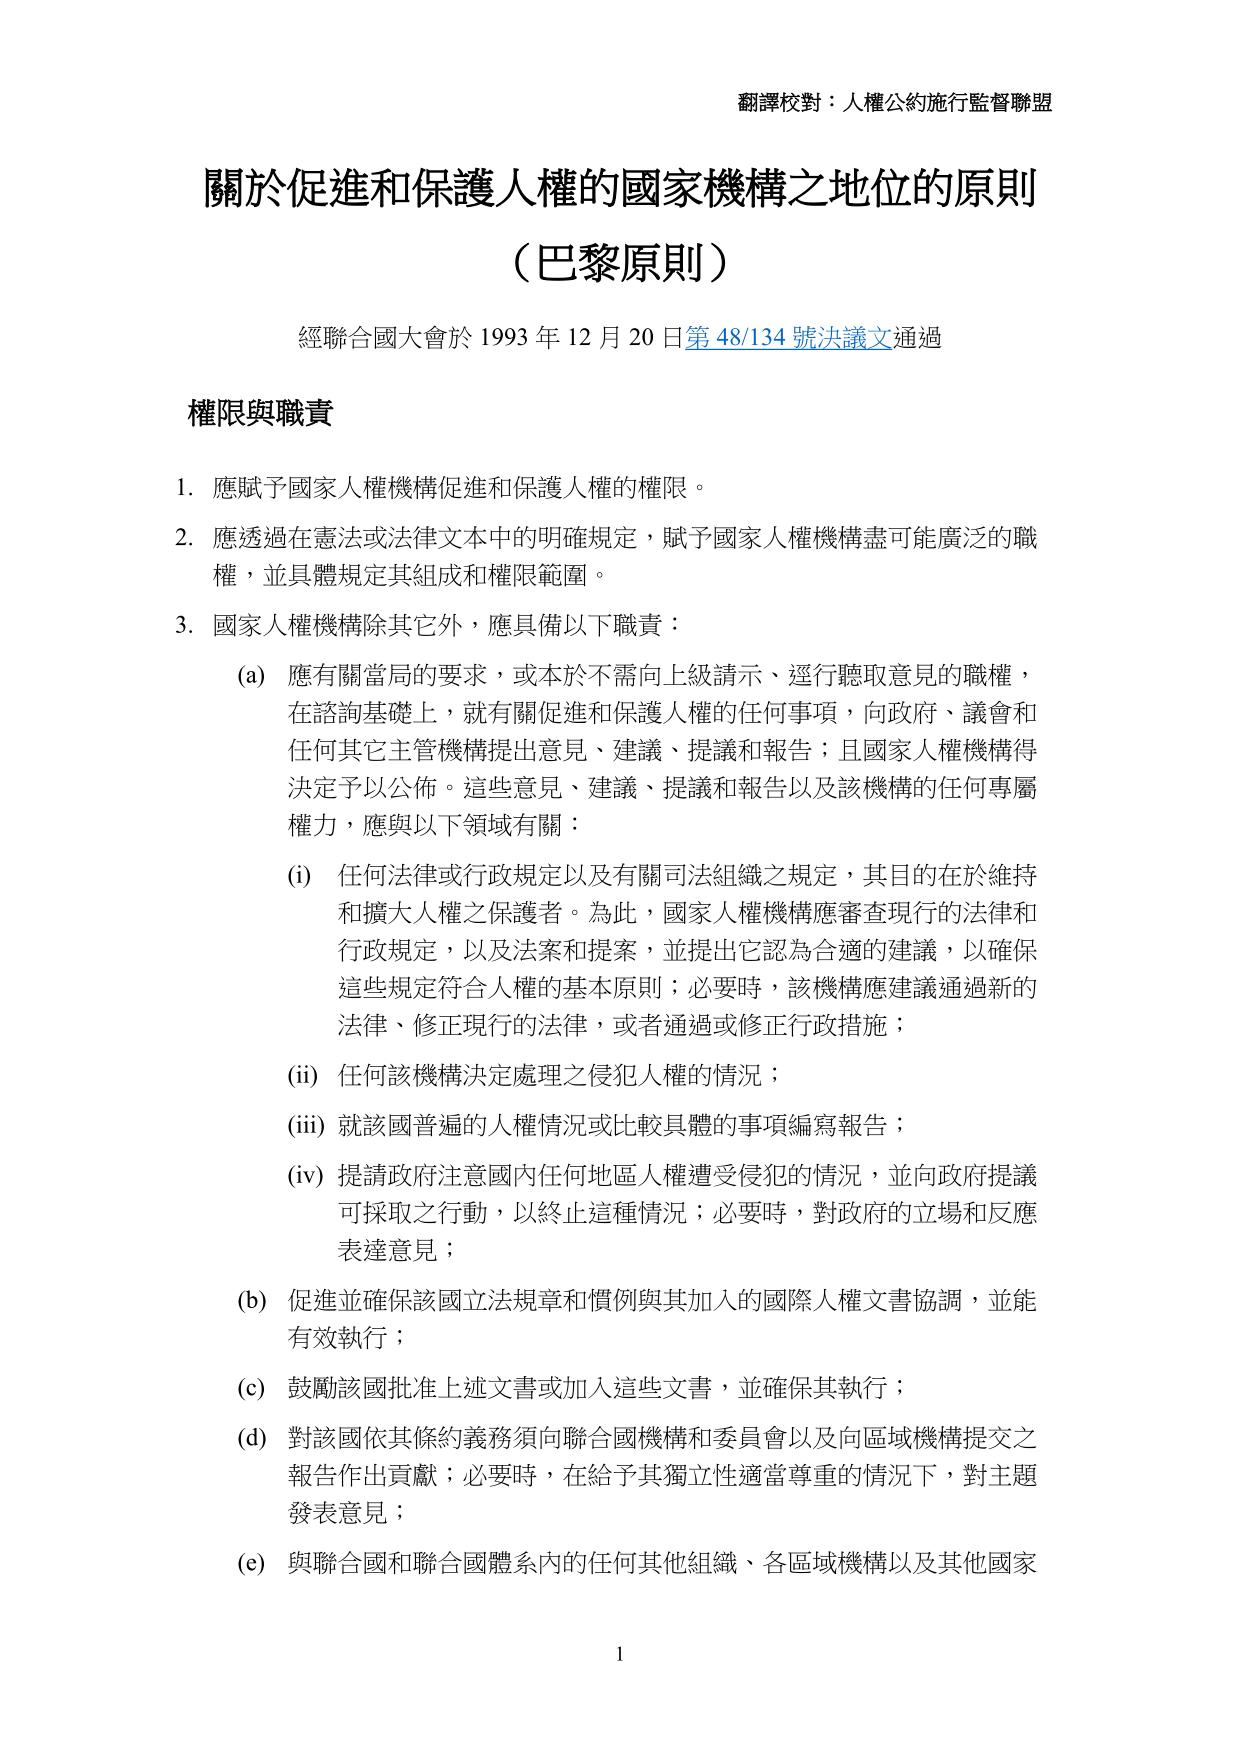 翻譯校對：人權公約施行監督聯盟
關於促進和保護人權的國家機構之地位的原則
（巴黎原則）
經聯合國大會於 1993 年 12 月 20 日第 48/134 號決議文通過
權限與職責
1. 應賦予國家人權機構促進和保護人權的權限。
2. 應透過在憲法或法律文本中的明確規定，賦予國家人權機構盡可能廣泛的職
權，並具體規定其組成和權限範圍。
3. 國家人權機構除其它外，應具備以下職責：
(a) 應有關當局的要求，或本於不需向上級請示、逕行聽取意見的職權，
在諮詢基礎上，就有關促進和保護人權的任何事項，向政府、議會和
任何其它主管機構提出意見、建議、提議和報告；且國家人權機構得
決定予以公佈。這些意見、建議、提議和報告以及該機構的任何專屬
權力，應與以下領域有關：
(i) 任何法律或行政規定以及有關司法組織之規定，其目的在於維持
和擴大人權之保護者。為此，國家人權機構應審查現行的法律和
行政規定，以及法案和提案，並提出它認為合適的建議，以確保
這些規定符合人權的基本原則；必要時，該機構應建議通過新的
法律、修正現行的法律，或者通過或修正行政措施；
(ii) 任何該機構決定處理之侵犯人權的情況；
(iii) 就該國普遍的人權情況或比較具體的事項編寫報告；
(iv) 提請政府注意國內任何地區人權遭受侵犯的情況，並向政府提議
可採取之行動，以終止這種情況；必要時，對政府的立場和反應
表達意見；
(b) 促進並確保該國立法規章和慣例與其加入的國際人權文書協調，並能
有效執行；
(c) 鼓勵該國批准上述文書或加入這些文書，並確保其執行；
(d) 對該國依其條約義務須向聯合國機構和委員會以及向區域機構提交之
報告作出貢獻；必要時，在給予其獨立性適當尊重的情況下，對主題
發表意見；
(e) 與聯合國和聯合國體系內的任何其他組織、各區域機構以及其他國家
1